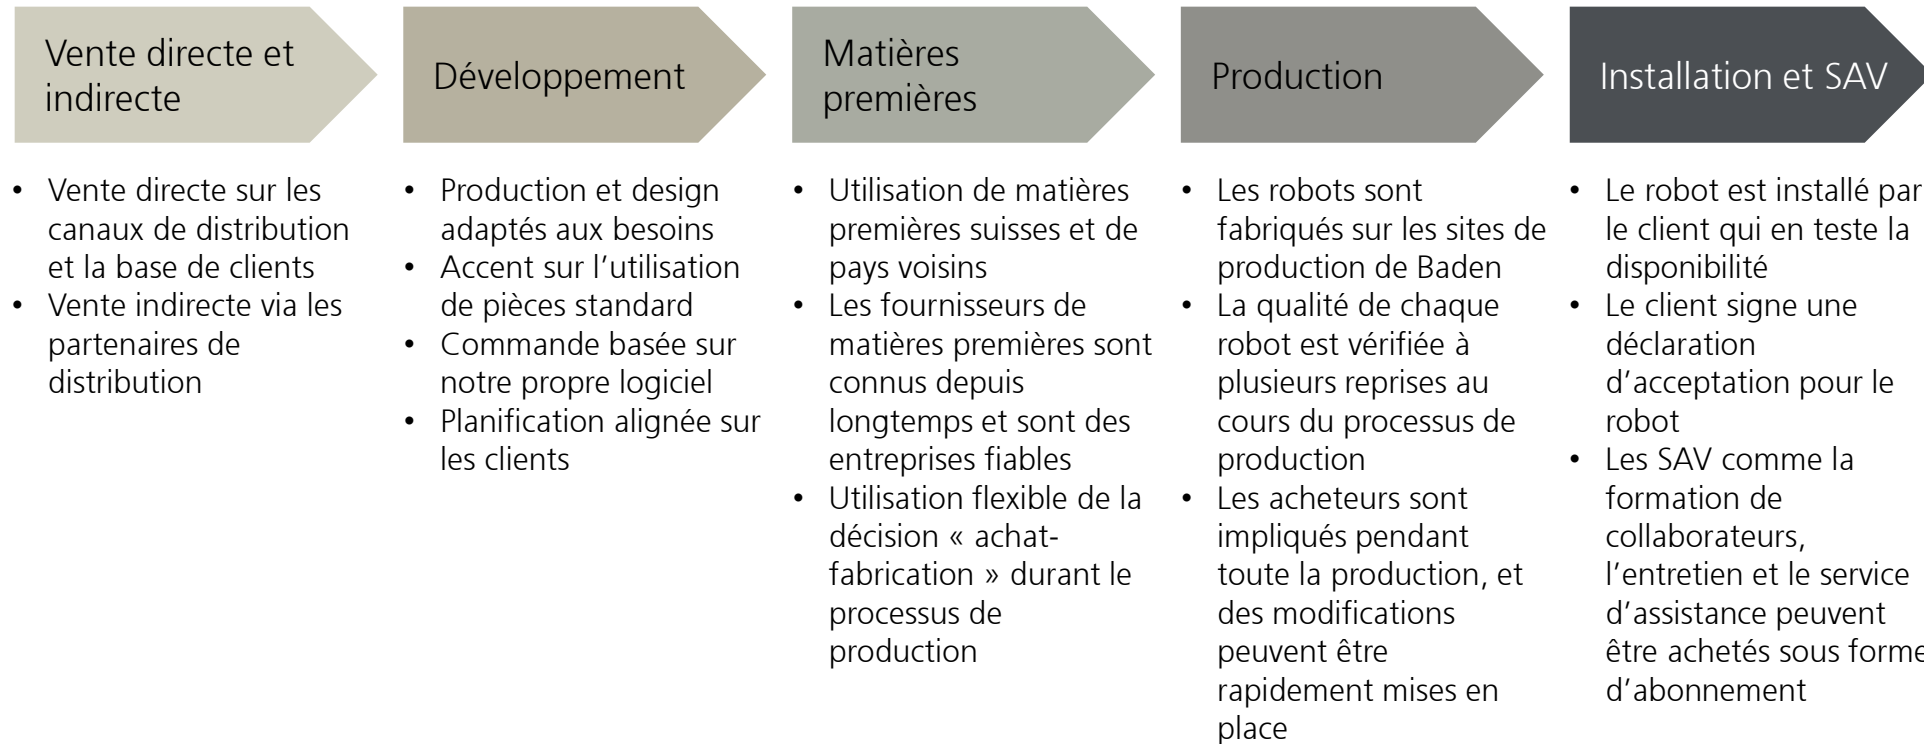 Vente directe et
indirecte
Développement
Matières
premières
Production
Installation et SAV
• Vente directe sur les
canaux de distribution
et la base de clients
• Vente indirecte via les
partenaires de
distribution
• Production et design
adaptés aux besoins
• Accent sur l’utilisation
de pièces standard
• Commande basée sur
notre propre logiciel
• Planification alignée sur
les clients
• Utilisation de matières
premières suisses et de
pays voisins
• Les fournisseurs de
matières premières sont
connus depuis
longtemps et sont des
entreprises fiables
• Utilisation flexible de la
décision « achat-
fabrication » durant le
processus de
production
• Les robots sont
fabriqués sur les sites de
production de Baden
• La qualité de chaque
robot est vérifiée à
plusieurs reprises au
cours du processus de
production
• Les acheteurs sont
impliqués pendant
toute la production, et
des modifications
peuvent être
rapidement mises en
place
• Le robot est installé par
le client qui en teste la
disponibilité
• Le client signe une
déclaration
d’acceptation pour le
robot
• Les SAV comme la
formation de
collaborateurs,
l’entretien et le service
d’assistance peuvent
être achetés sous forme
d’abonnement